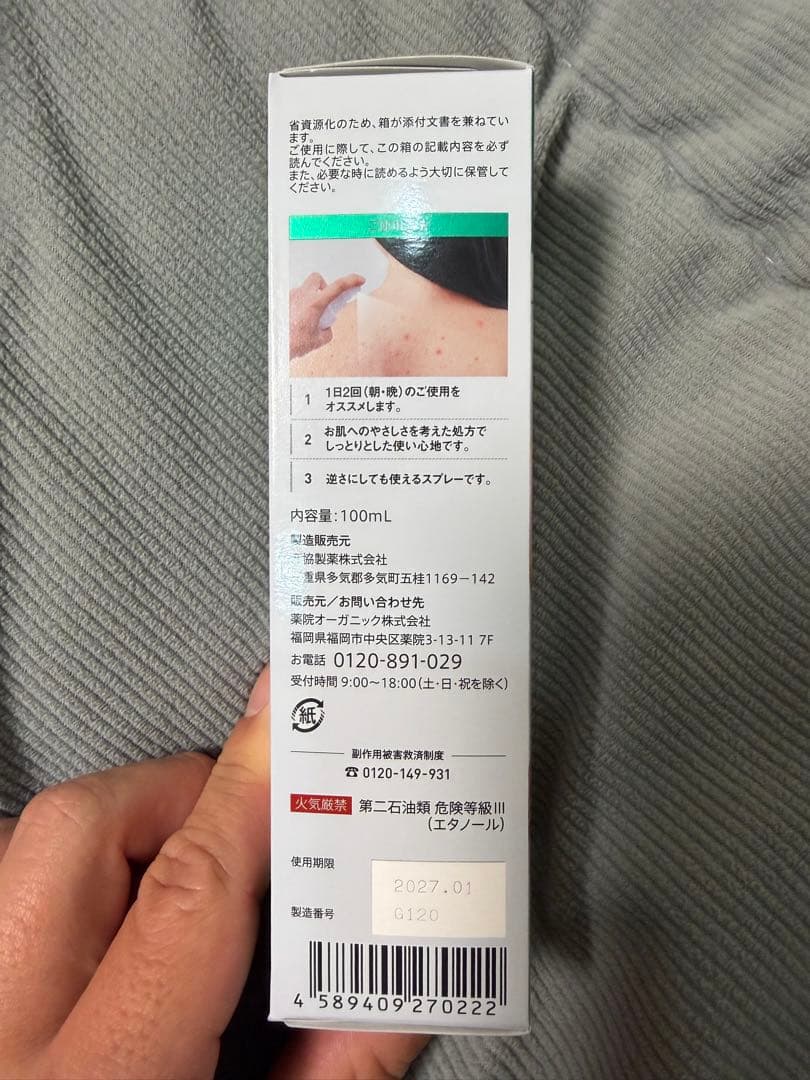 省資源化のため、箱が添付文書を兼ねてい
ます。
ご使用に際して、この箱の記載内容を必ず
読んでください。
また、必要な時に読めるよう大切に保管して
ください。
1 1日2回(朝・晩)のご使用を
オススメします。
2 お肌へのやさしさを考えた処方で
しっとりとした使い心地です。
3 逆さにしても使えるスプレーです。
内容量:100mL
製造販売元
協製薬株式会社
重県多気郡多気町五桂1169-142
販売元/お問い合わせ先
薬院オーガニック株式会社
福岡県福岡市中央区薬院3-13-11 7F
お電話 0120-891-029
受付時間 9:00~18:00(土・日・祝を除く)
紙
副作用被害救済制度
☎0120-149-931
火気厳禁 第二石油類 危険等級III
(エタノール)
使用期限 2027.01
製造番号 G120
4 589409 270222